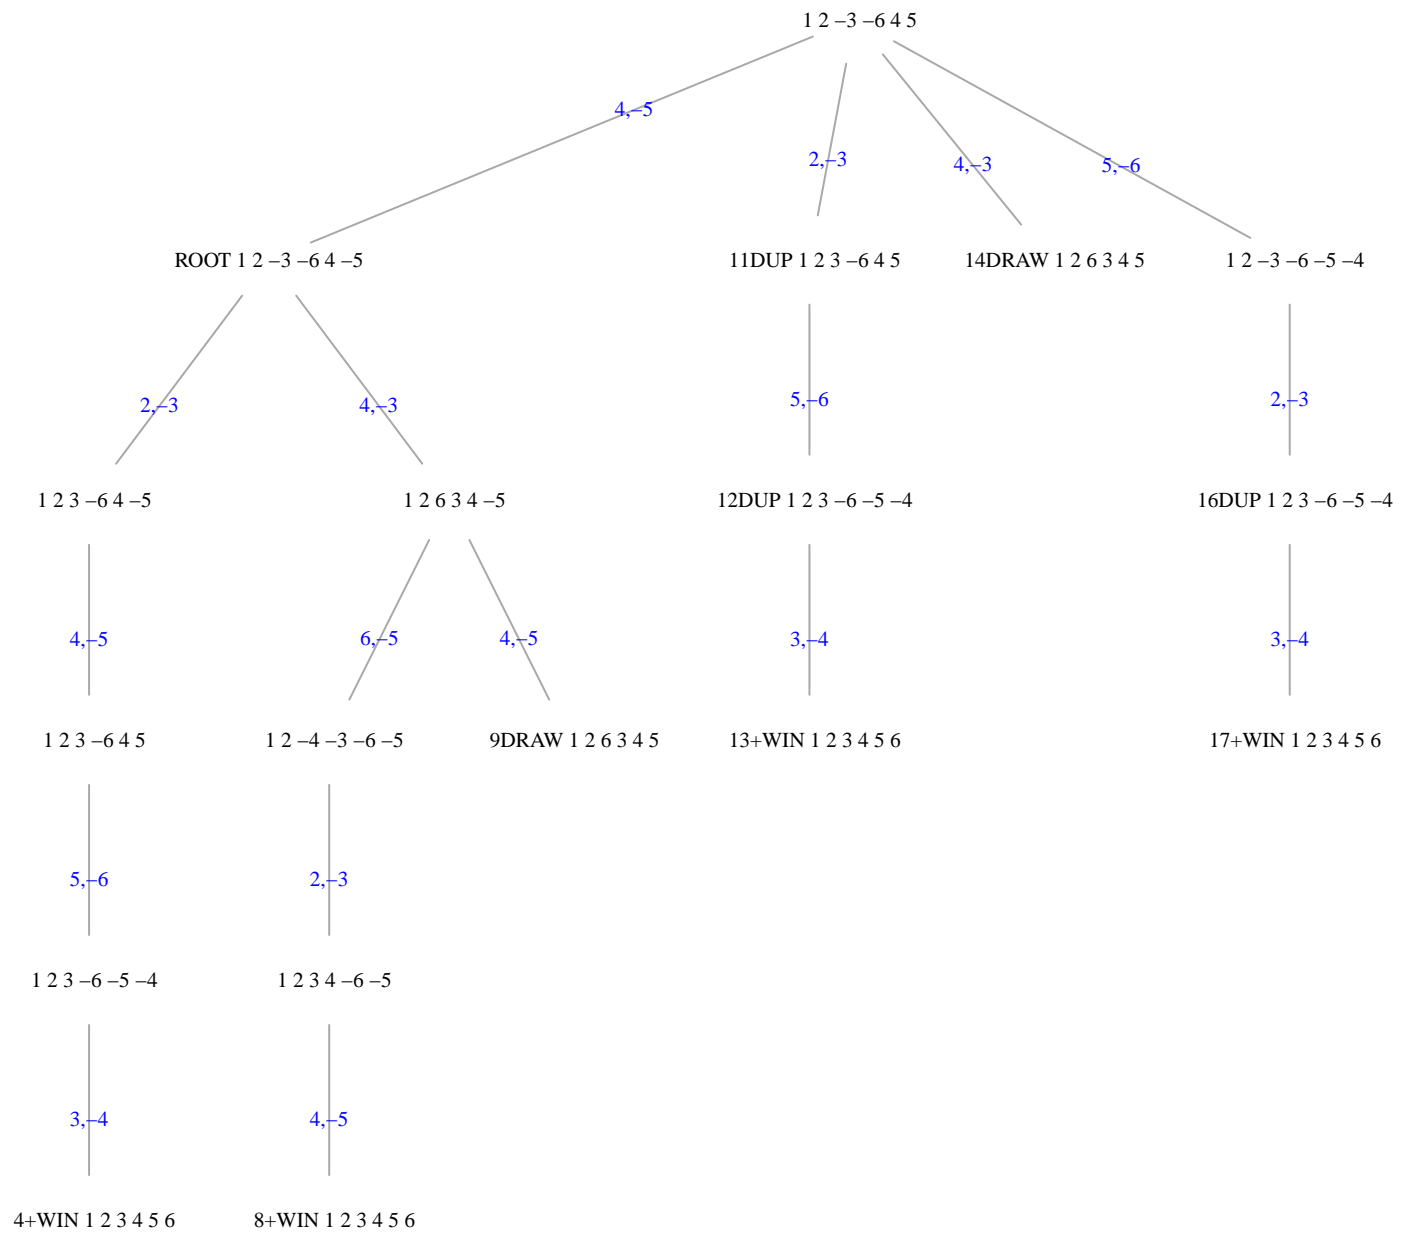 1 2 –3 –6 4 5
4,–5
2,–3
4,–3
5,–6
ROOT 1 2 –3 –6 4 –5
11DUP 1 2 3 –6 4 5
14DRAW 1 2 6 3 4 5
1 2 –3 –6 –5 –4
2,–3
4,–3
5,–6
2,–3
1 2 3 –6 4 –5
1 2 6 3 4 –5
12DUP 1 2 3 –6 –5 –4
16DUP 1 2 3 –6 –5 –4
4,–5
6,–5
4,–5
3,–4
3,–4
1 2 3 –6 4 5
1 2 –4 –3 –6 –5
9DRAW 1 2 6 3 4 5
13+WIN 1 2 3 4 5 6
17+WIN 1 2 3 4 5 6
5,–6
2,–3
1 2 3 –6 –5 –4
1 2 3 4 –6 –5
3,–4
4,–5
4+WIN 1 2 3 4 5 6
8+WIN 1 2 3 4 5 6